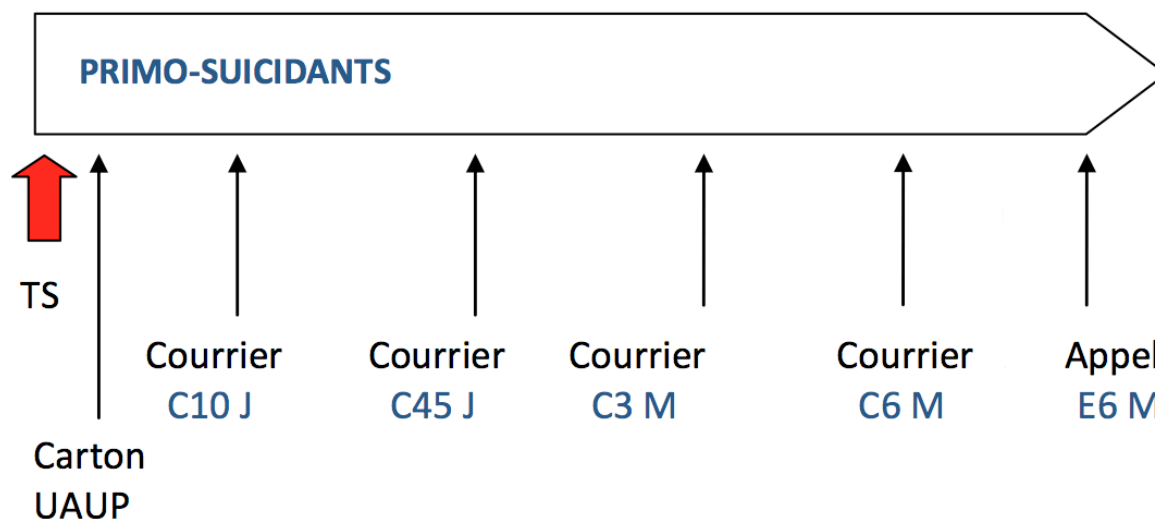 PRIMO-SUICIDANTS
TS
Courrier
C10 J
Courrier
C45 J
Courrier
C3 M
Courrier
C6 M
Appel
E6 M
Carton
UAUP